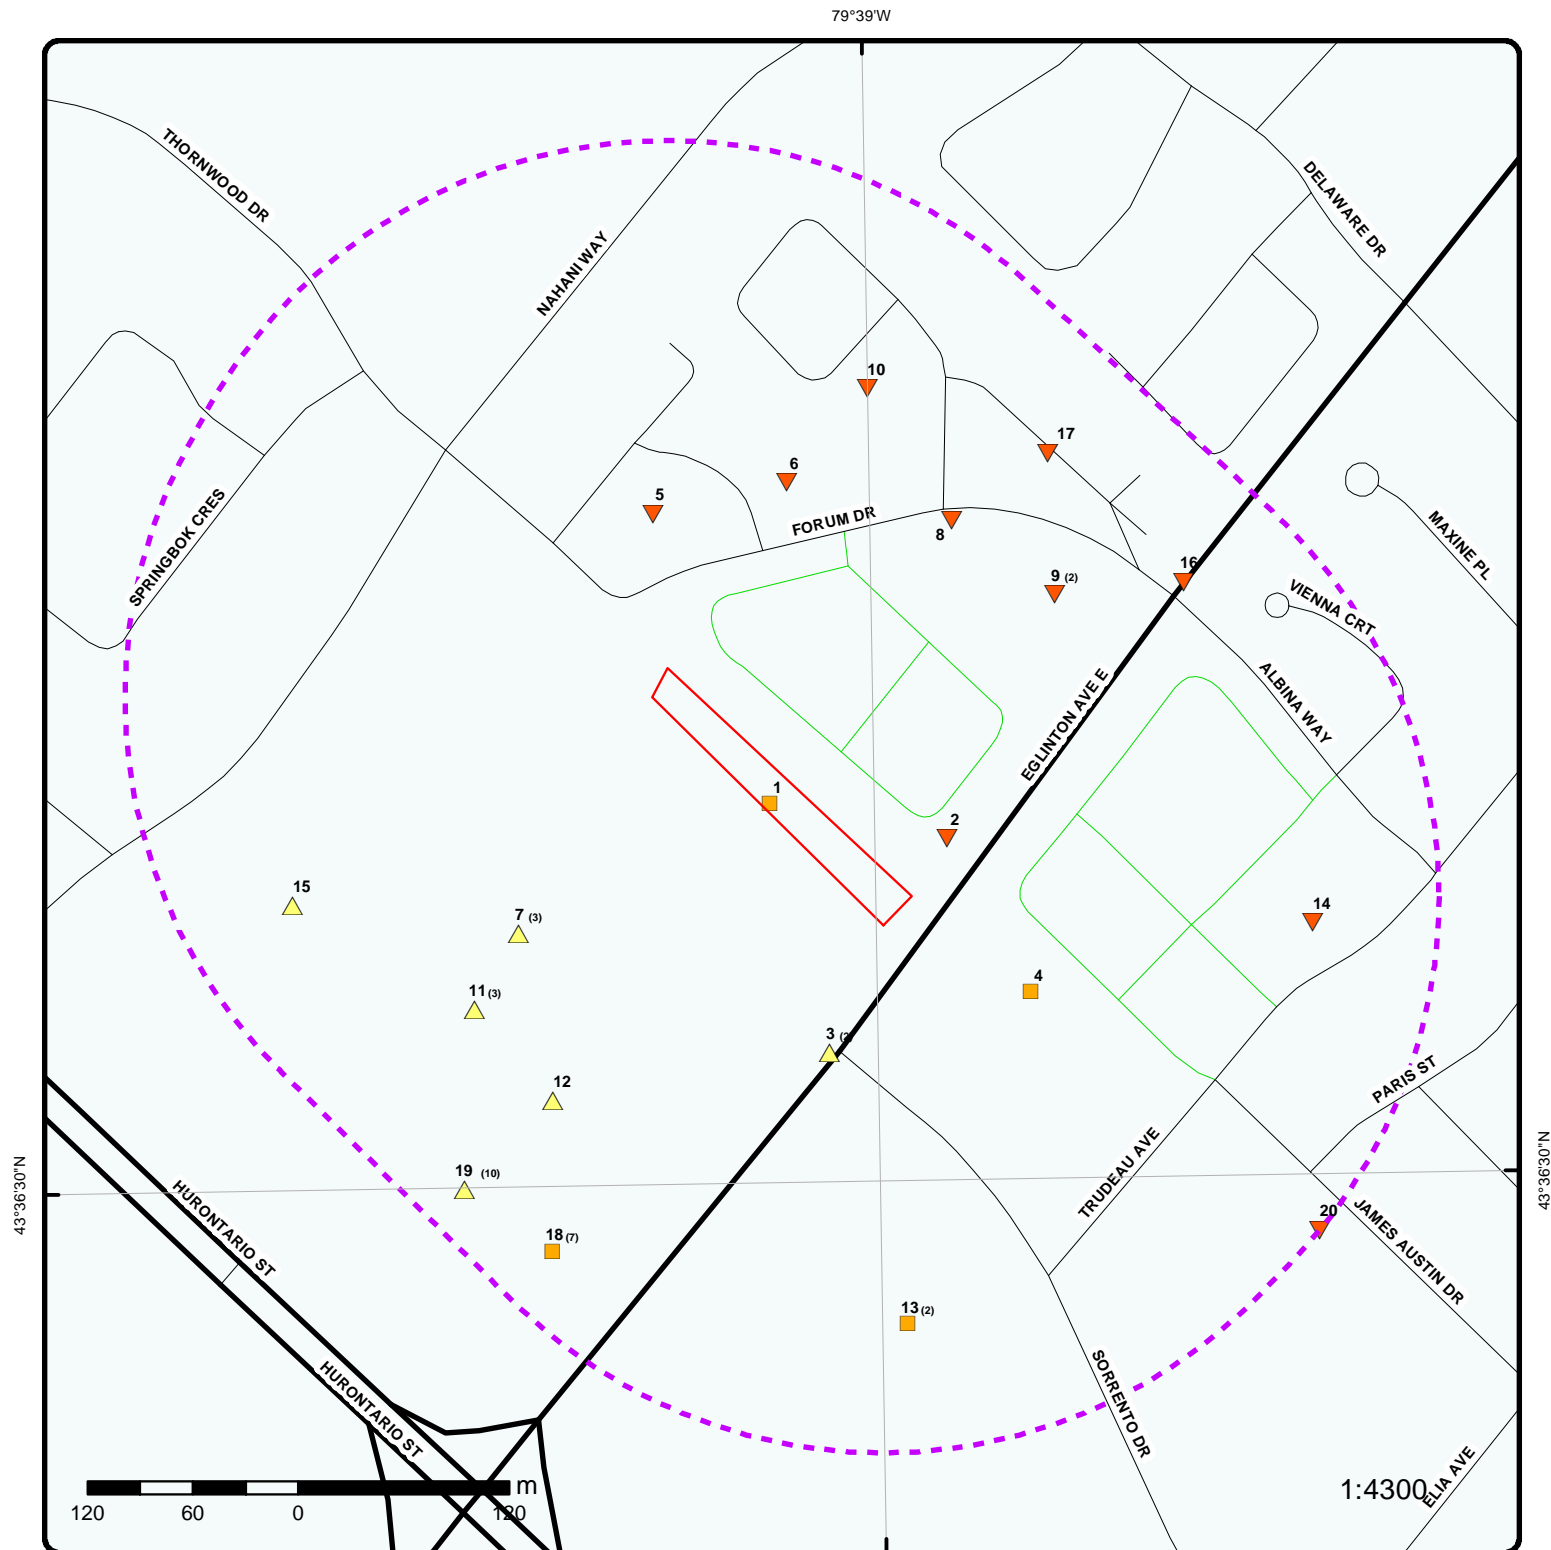 79°39'W
THORNWOOD DR
DELAWARE DR
NAHANI WAY
10
17
6
5
FORUM DR
8
SPRINGBOK CRES
MAXINE PL
16
9 (2)
VIENNA CRT
ALBINA WAY
EGLINTON AVE E
1
2
15
7 (3)
14
4
11 (3)
3
12
PARIS ST
TRUDEAU AVE
43°36'30"N
43°36'30"N
19 (10)
HURONTARIO ST
20
JAMES AUSTIN DR
18 (7)
13 (2)
SORRENTO DR
HURONTARIO ST
ELIA AVE
1:4300
m
120 60 0 120